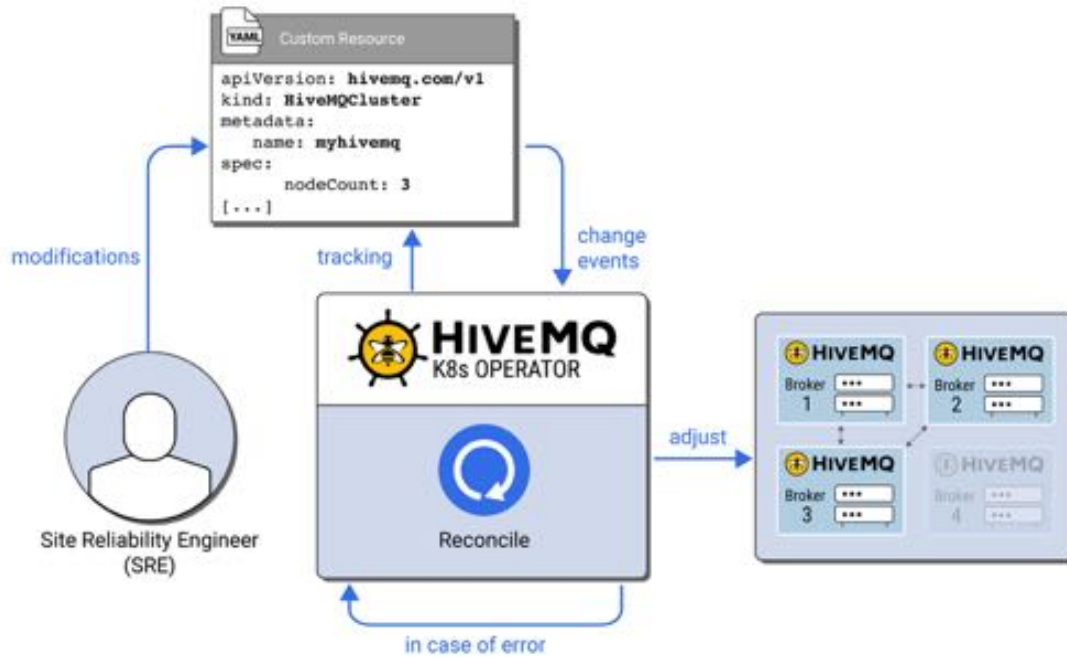 YAML
Custom Resource
apiVersion: hivemq.com/v1
kind: HiveMQCluster
metadata:
name: myhivemq
spec:
nodeCount: 3
[...]
modifications
tracking
change
events
HIVEMQ
K8s OPERATOR
Reconcile
in case of error
adjust
Site Reliability Engineer
(SRE)
HIVEMQ
Broker
1
HIVEMQ
Broker
2
HIVEMQ
Broker
3
HIVEMQ
Broker
4